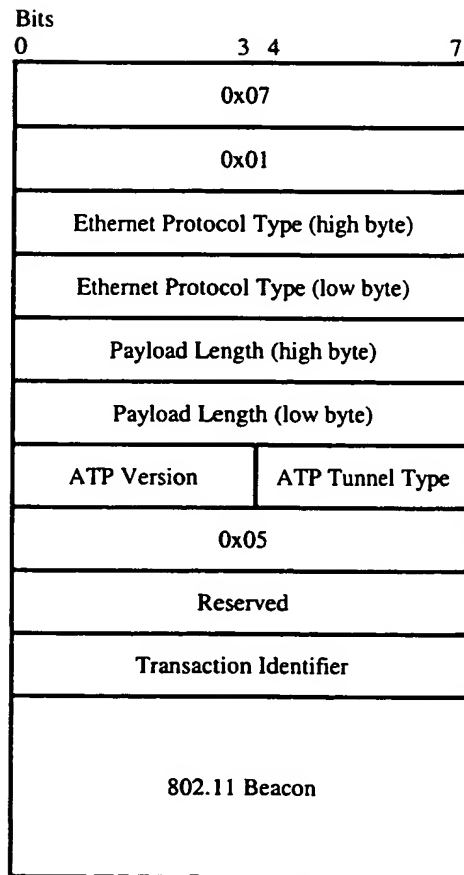 Bits
0 3 4 7
0x07
0x01
Ethernet Protocol Type (high byte)
Ethernet Protocol Type (low byte)
Payload Length (high byte)
Payload Length (low byte)
ATP Version ATP Tunnel Type
0x05
Reserved
Transaction Identifier
802.11 Beacon